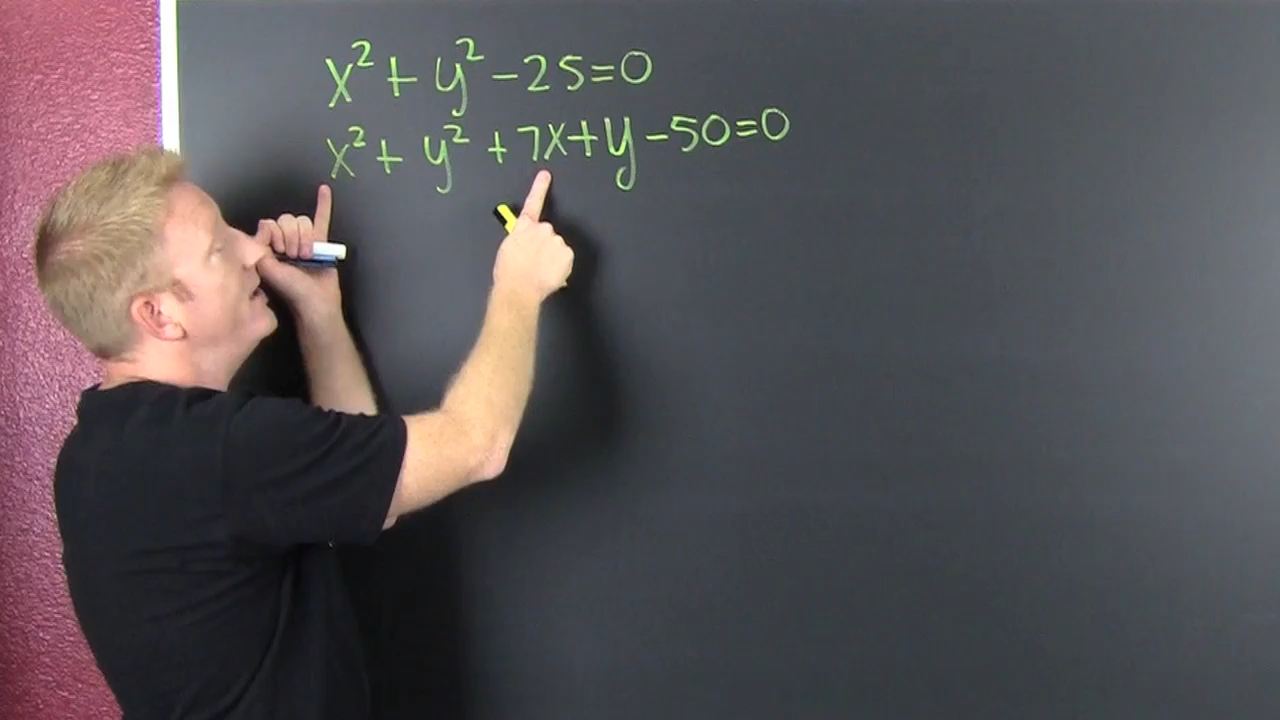 x² + y² - 25 = 0
x² + y² + 7x + y - 50 = 0